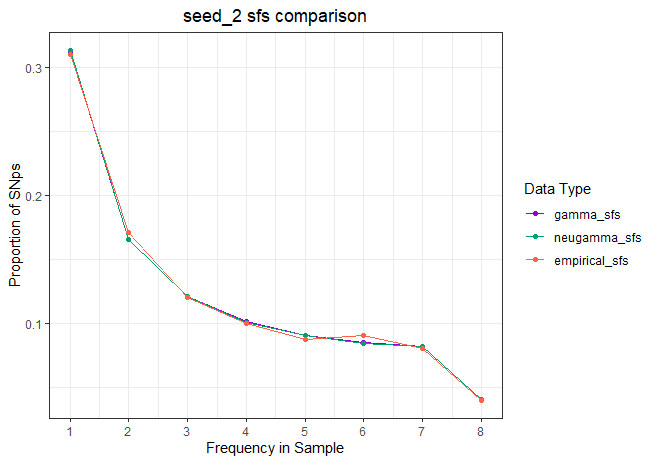 seed_2 sfs comparison
0.3
0.2
0.1
Proportion of SNps
1 2 3 4 5 6 7 8
Frequency in Sample
Data Type
gamma_sfs
neugamma_sfs
empirical_sfs